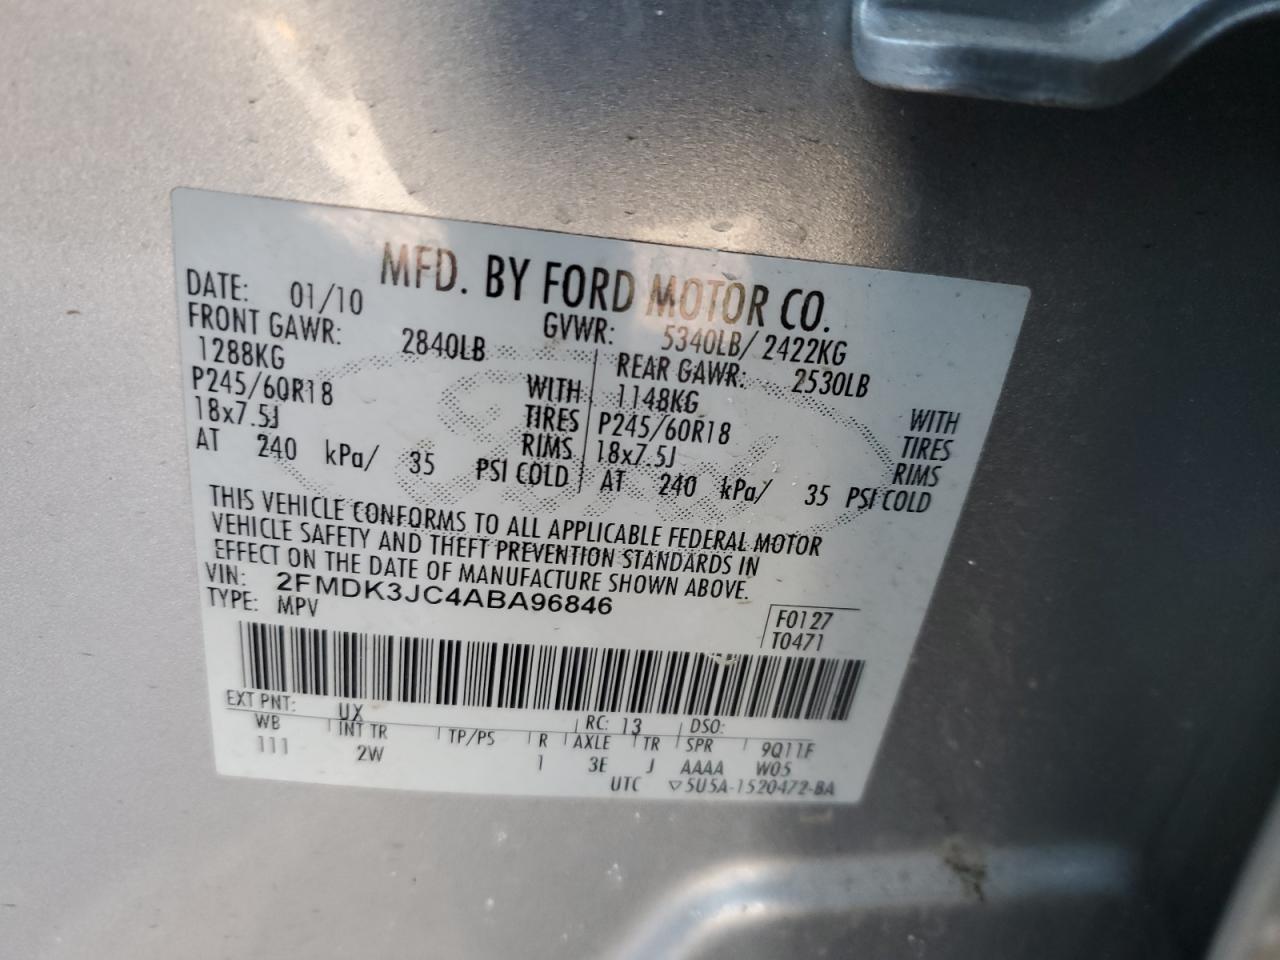 MFD. BY FORD MOTOR CO.
DATE: 01/10 GVWR: 5340LB/ 2422KG
FRONT GAWR: 2840LB REAR GAWR: 2530LB
1288KG WITH 1148KG WITH
P245/60R18 TIRES P245/60R18 TIRES
18x7.5J RIMS 18x7.5J RIMS
AT 240 kPa/ 35 PSI COLD AT 240 kPa/ 35 PSI COLD
THIS VEHICLE CONFORMS TO ALL APPLICABLE FEDERAL MOTOR
VEHICLE SAFETY AND THEFT PREVENTION STANDARDS IN
EFFECT ON THE DATE OF MANUFACTURE SHOWN ABOVE.
VIN: 2FMDK3JC4ABA96846
TYPE: MPV
F0127
T0471
EXT PNT: UX RC: 13 DSO:
WB INT TR TP/PS R AXLE TR SPR 9Q11F
111 2W 1 3E J AAAA W05
UTC ▽5U5A-1520472-BA